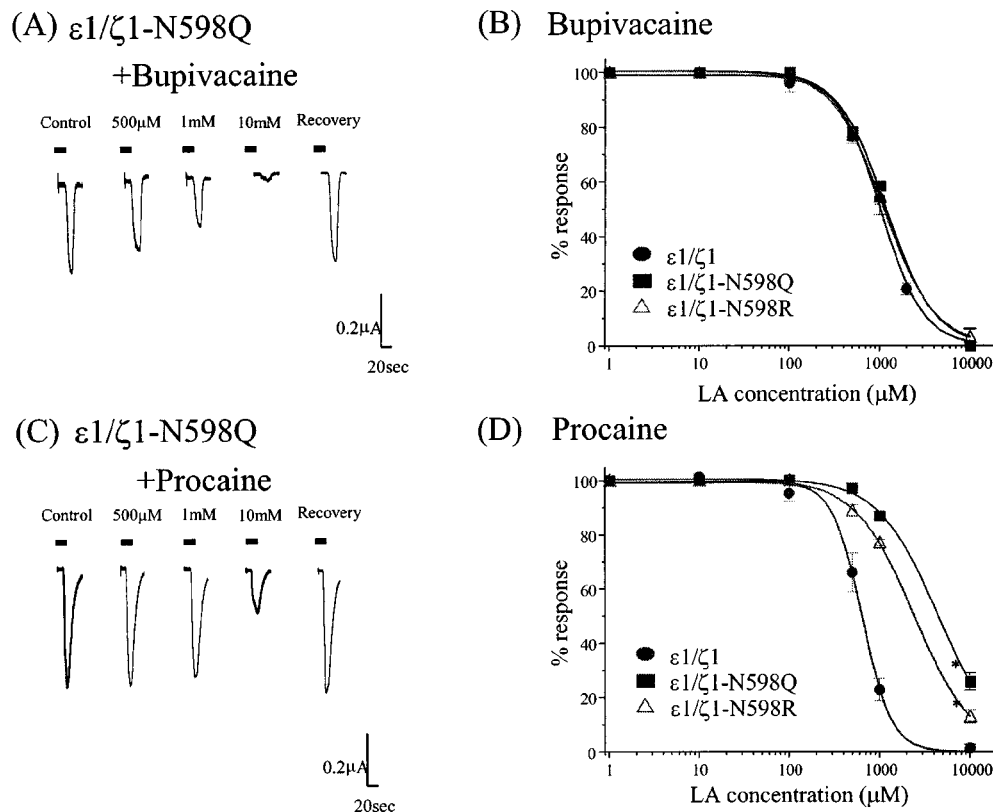 (A) ε1/ζ1-N598Q
+Bupivacaine
Control 500μM 1mM 10mM Recovery
0.2μA
20sec
(B) Bupivacaine
% response
100
80
60
40
20
0
ε1/ζ1
ε1/ζ1-N598Q
ε1/ζ1-N598R
1 10 100 1000 10000
LA concentration (μM)
(C) ε1/ζ1-N598Q
+Procaine
Control 500μM 1mM 10mM Recovery
0.2μA
20sec
(D) Procaine
% response
100
80
60
40
20
0
ε1/ζ1
ε1/ζ1-N598Q
ε1/ζ1-N598R
*
*
1 10 100 1000 10000
LA concentration (μM)